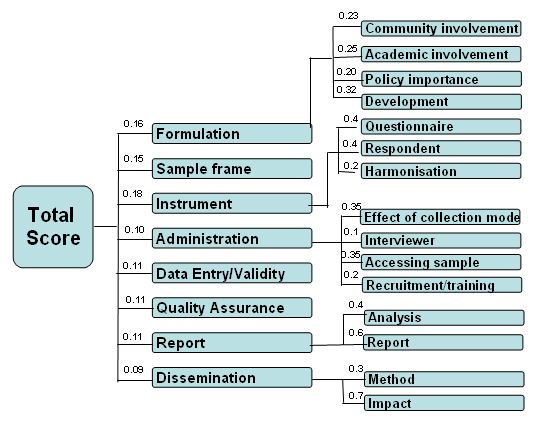 0.23
Community involvement
0.25
Academic involvement
0.20
Policy importance
0.32
Development
0.16
Formulation
0.4
Questionnaire
0.4
Respondent
0.2
Harmonisation
0.15
Sample frame
0.18
Instrument
Total
Score
0.10
Administration
0.35
Effect of collection mode
0.1
Interviewer
0.35
Accessing sample
0.2
Recruitment/training
0.11
Data Entry/Validity
0.11
Quality Assurance
0.11
Report
0.4
Analysis
0.6
Report
0.09
Dissemination
0.3
Method
0.7
Impact